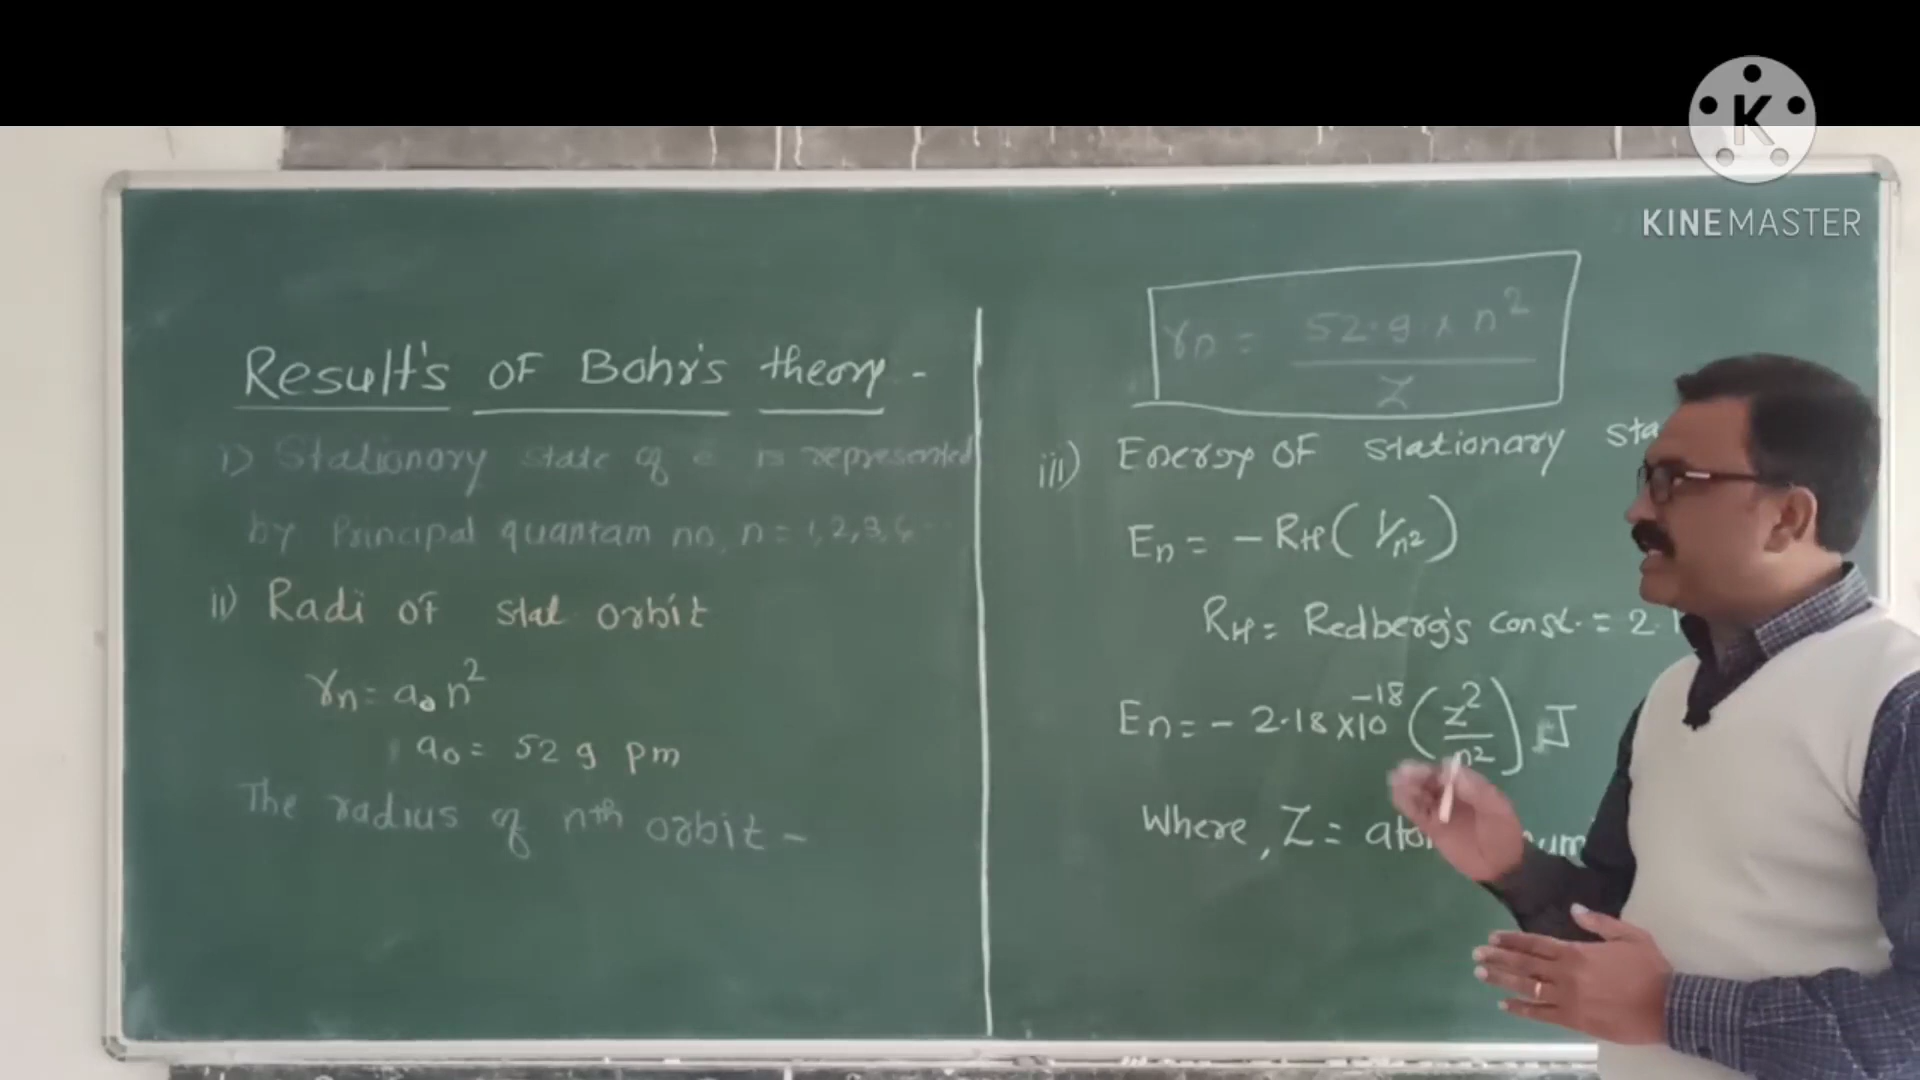 Result's OF Bohr's theory -
i) Stationary state of e is represented
by Principal quantam no, n = 1,2,3,4
ii) Radi of stat orbit
rn = a₀ n²
a₀ = 52 9 pm
The radius of nth orbit -
rn = 52.9 x n² / Z
iii) Energy OF stationary sta
En = - RH ( 1/n² )
RH = Redberg's const. = 2.1
En = - 2.18 x10⁻¹⁸ ( Z² / n² ) J
Where, Z =
K
KINEMASTER